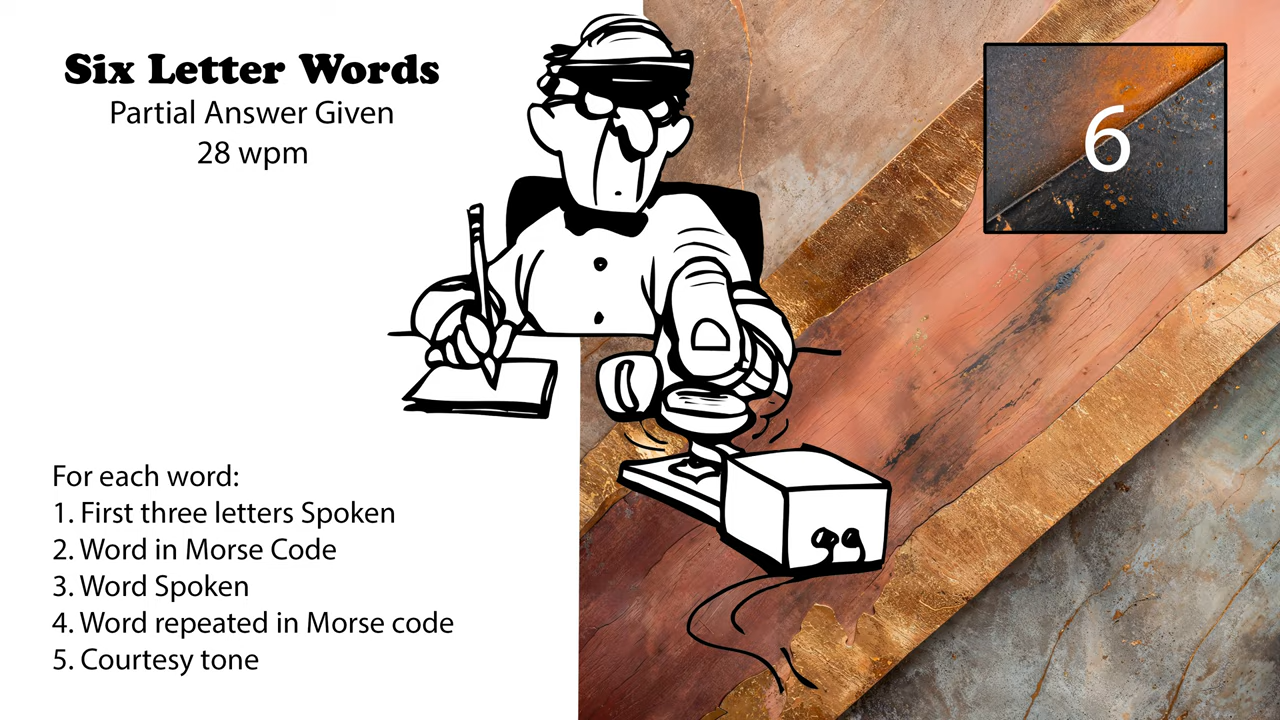 Six Letter Words
Partial Answer Given
28 wpm
6
For each word:
1. First three letters Spoken
2. Word in Morse Code
3. Word Spoken
4. Word repeated in Morse code
5. Courtesy tone